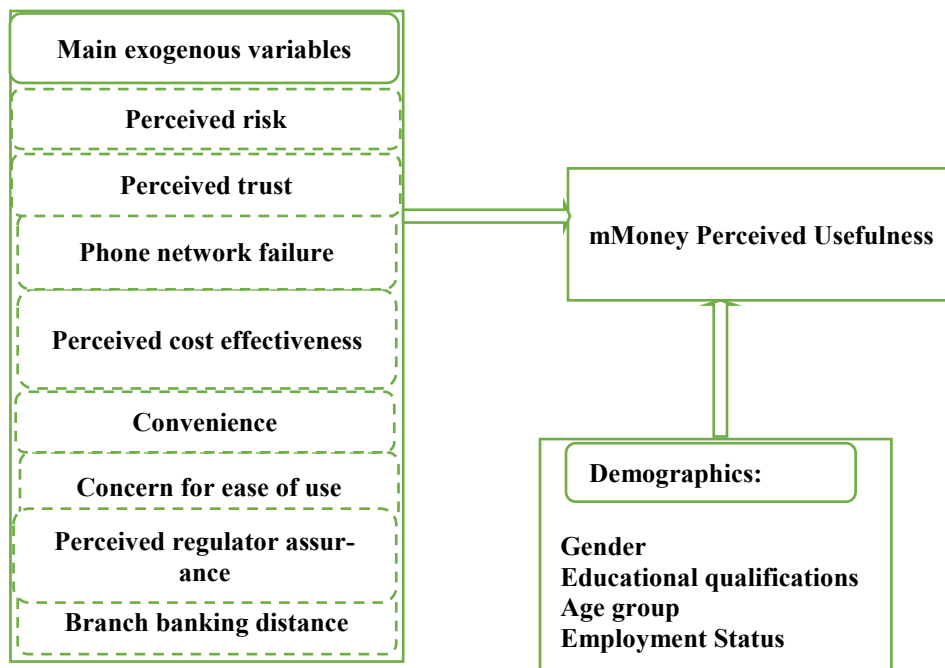 Main exogenous variables
Perceived risk
Perceived trust
Phone network failure
Perceived cost effectiveness
Convenience
Concern for ease of use
Perceived regulator assur-
ance
Branch banking distance
mMoney Perceived Usefulness
Demographics:
Gender
Educational qualifications
Age group
Employment Status